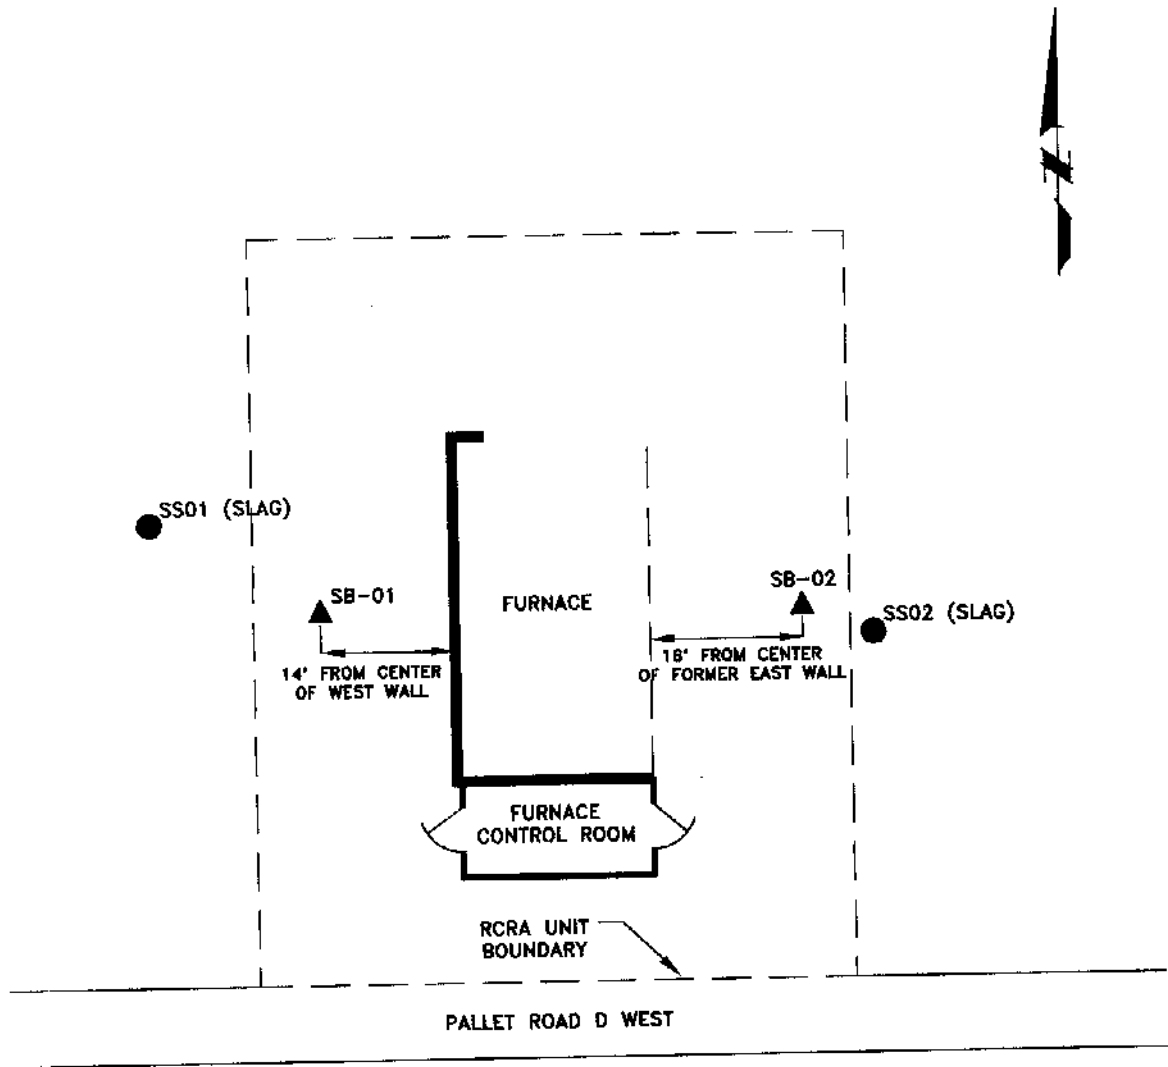 N
SS01 (SLAG)
SB-01
FURNACE
SB-02
SS02 (SLAG)
14' FROM CENTER
OF WEST WALL
16' FROM CENTER
OF FORMER EAST WALL
FURNACE
CONTROL ROOM
RCRA UNIT
BOUNDARY
PALLET ROAD D WEST